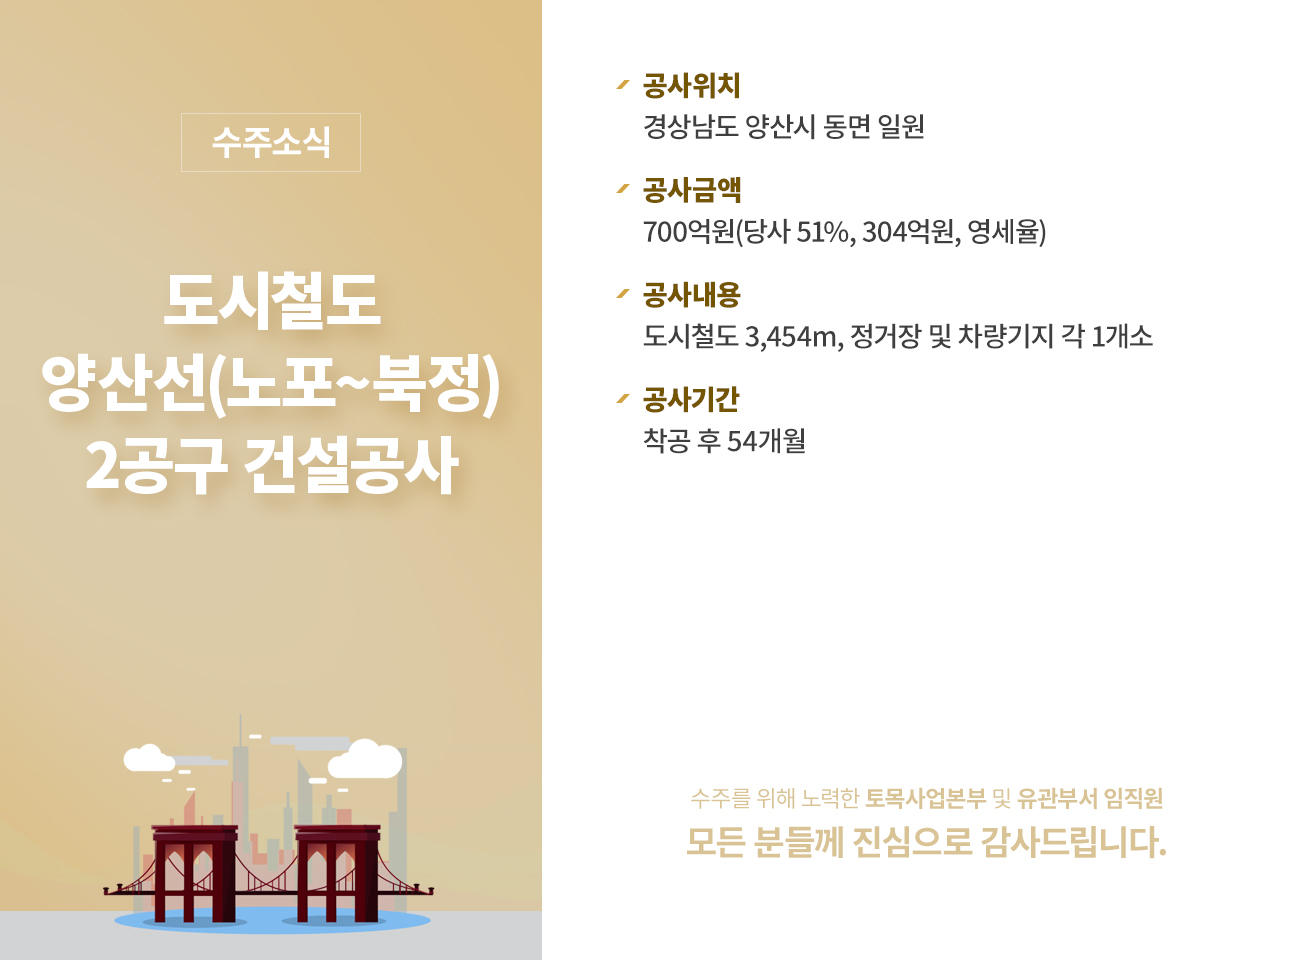 수주소식
도시철도
양산선(노포~북정)
2공구 건설공사
공사위치
경상남도 양산시 동면 일원
공사금액
700억원(당사 51%, 304억원, 영세율)
공사내용
도시철도 3,454m, 정거장 및 차량기지 각 1개소
공사기간
착공 후 54개월
수주를 위해 노력한 토목사업본부 및 유관부서 임직원
모든 분들께 진심으로 감사드립니다.